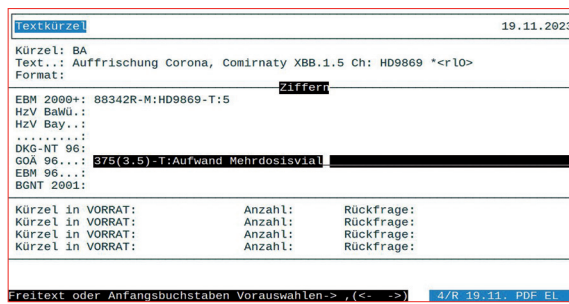 Textkürzel 19.11.2023
Kürzel: BA
Text..: Auffrischung Corona, Comirnaty XBB.1.5 Ch: HD9869 *<rlO>
Format:
Ziffern
EBM 2000+: 88342R-M:HD9869-T:5
HzV BaWü.:
HzV Bay..:
.........:
DKG-NT 96:
GOÄ 96...: 375(3.5)-T:Aufwand Mehrdosisvial
EBM 96...:
BGNT 2001:
Kürzel in VORRAT: Anzahl: Rückfrage:
Kürzel in VORRAT: Anzahl: Rückfrage:
Kürzel in VORRAT: Anzahl: Rückfrage:
Kürzel in VORRAT: Anzahl: Rückfrage:
Freitext oder Anfangsbuchstaben Vorauswahlen-> ,(<- ->) 4/R 19.11. PDF EL